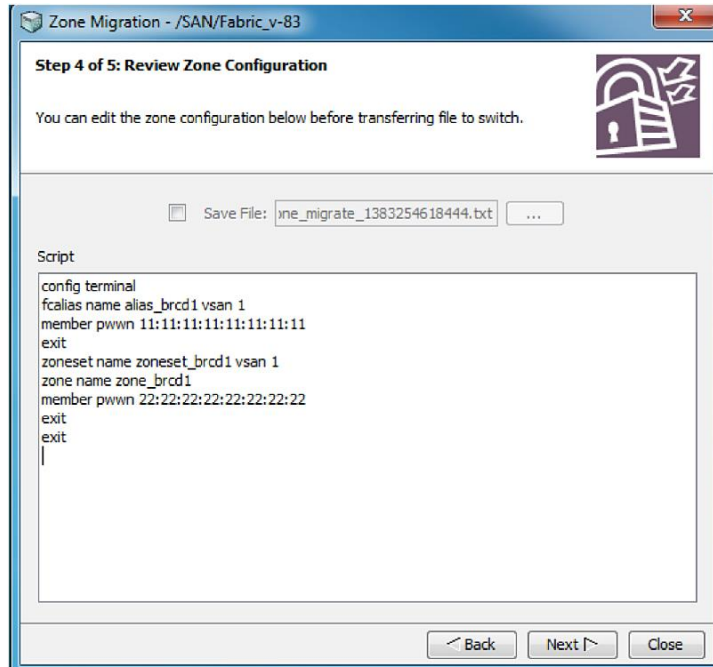 Zone Migration - /SAN/Fabric_v-83
X
Step 4 of 5: Review Zone Configuration
You can edit the zone configuration below before transferring file to switch.
Save File: one_migrate_1383254618444.txt ...
Script
config terminal
fcalias name alias_brcd1 vsan 1
member pwwn 11:11:11:11:11:11:11:11
exit
zoneset name zoneset_brcd1 vsan 1
zone name zone_brcd1
member pwwn 22:22:22:22:22:22:22:22
exit
exit
Back Next Close